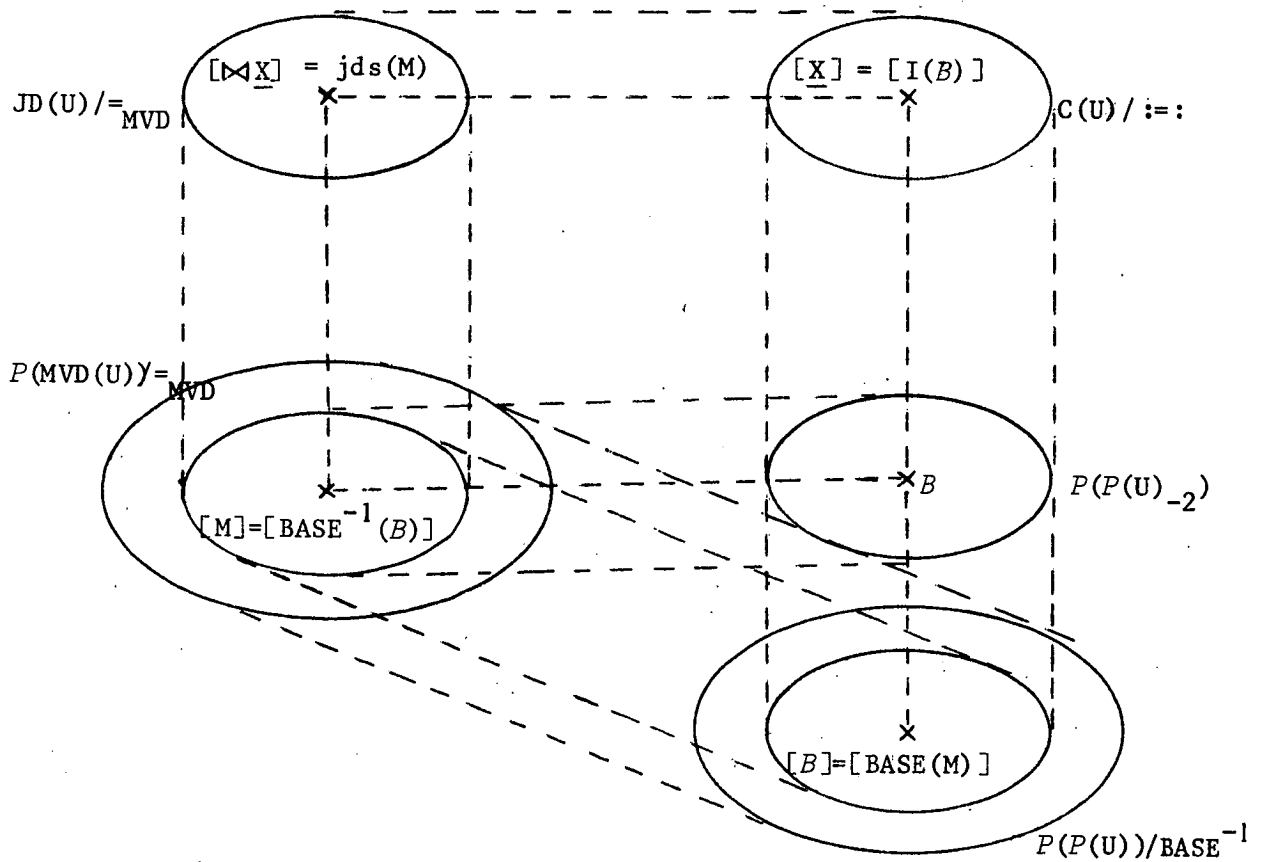 [⋈X] = jds(M)
[X] = [I(B)]
JD(U)/=MVD
C(U)/:=:
P(MVD(U))/=MVD
B
P(P(U)-2)
[M]=[BASE-1(B)]
[B]=[BASE(M)]
P(P(U))/BASE-1